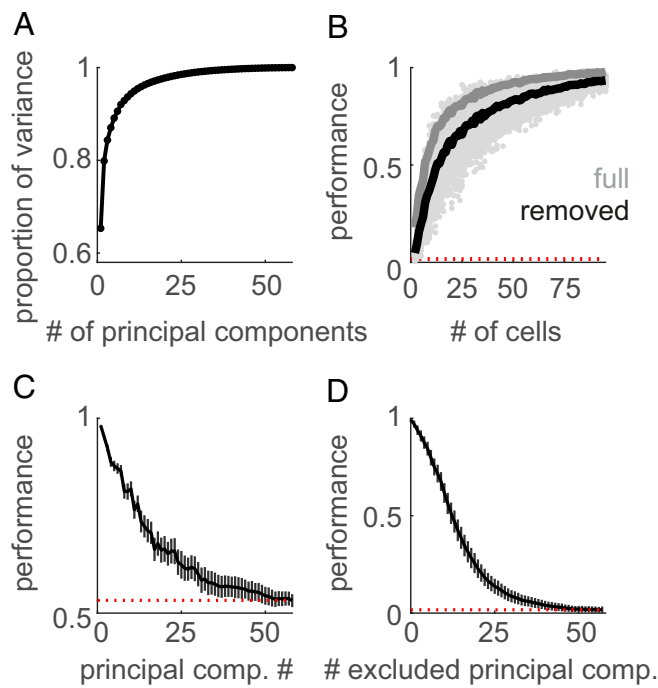 A
proportion of variance
1
0.8
0.6
0
25
50
# of principal components
B
performance
1
0.5
0
full
removed
0
25
50
75
# of cells
C
performance
1
0.5
0
25
50
principal comp. #
D
performance
1
0.5
0
0
25
50
# excluded principal comp.